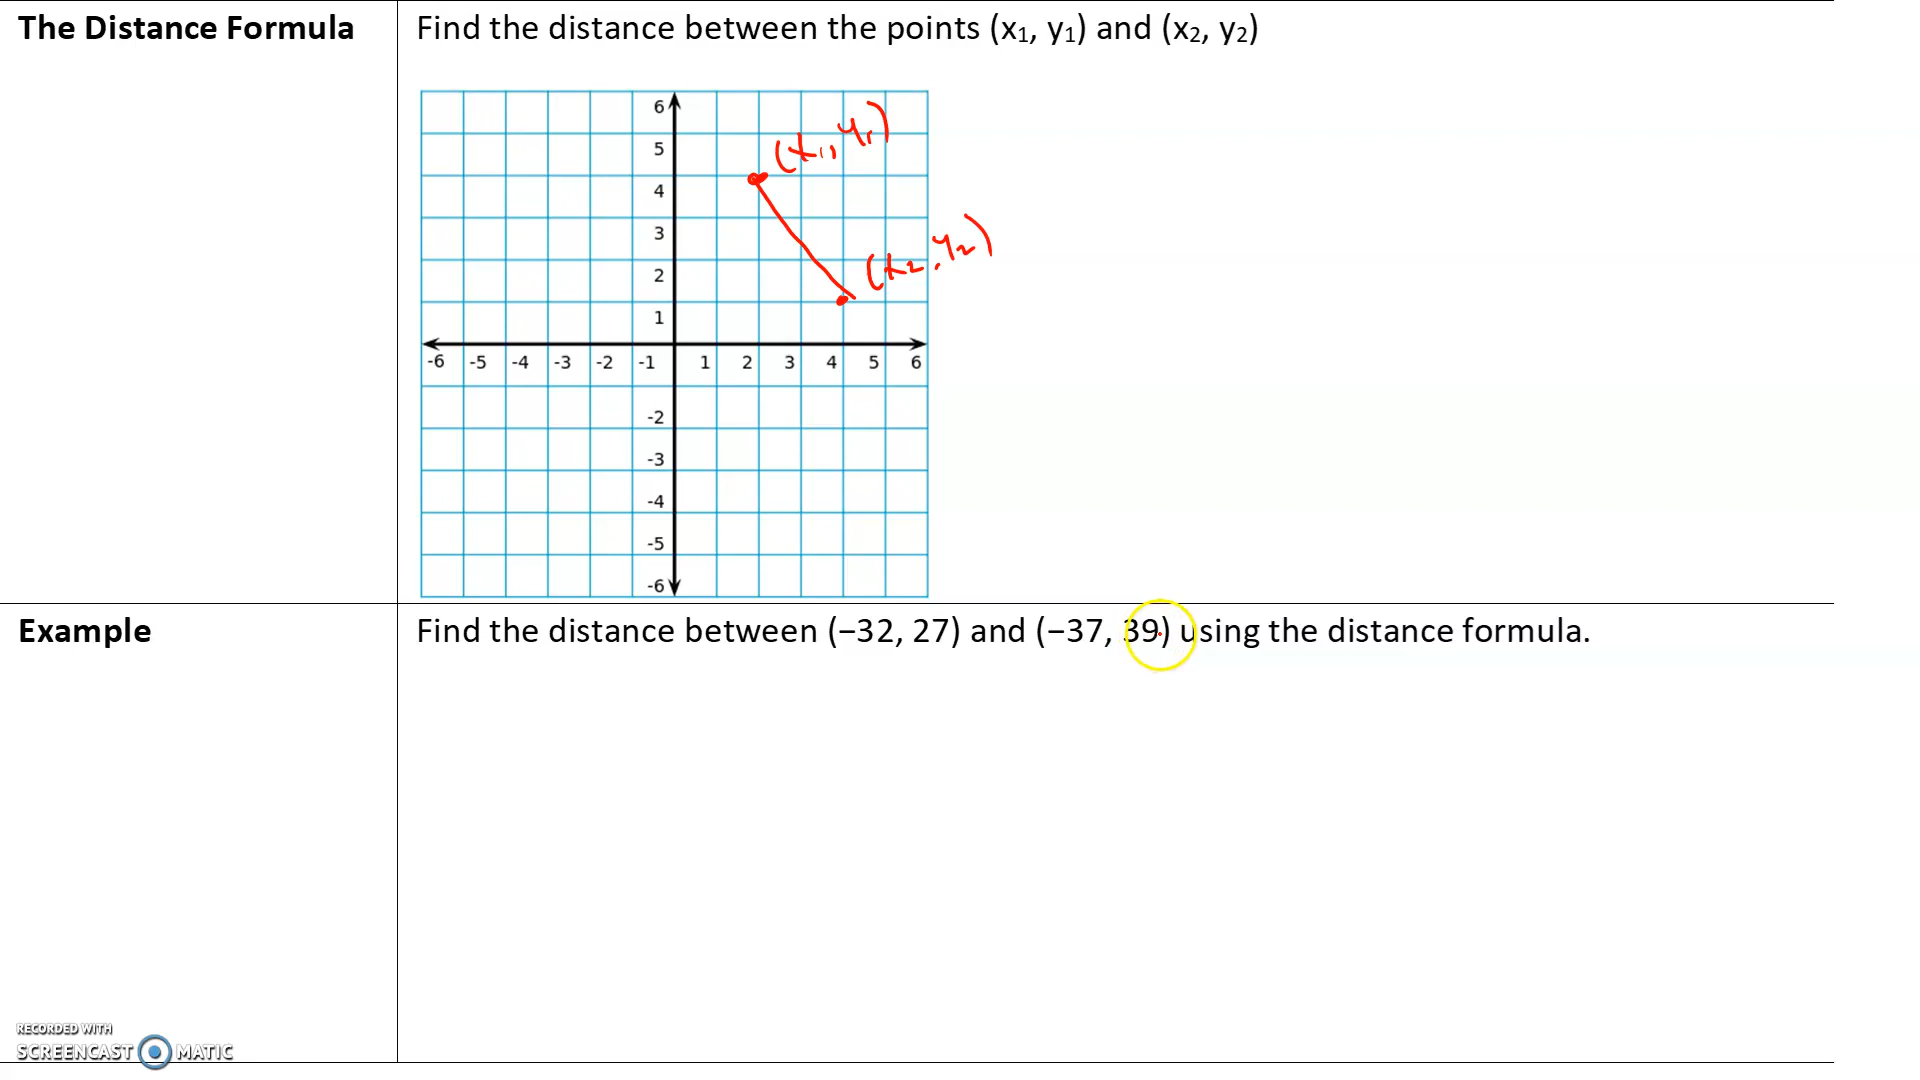 The Distance Formula
Find the distance between the points (x₁, y₁) and (x₂, y₂)
6
5
4
3
2
1
-6 -5 -4 -3 -2 -1 1 2 3 4 5 6
-2
-3
-4
-5
-6
(x₁, y₁)
(x₂, y₂)
Example
Find the distance between (−32, 27) and (−37, 39) using the distance formula.
RECORDED WITH
SCREENCAST MATIC